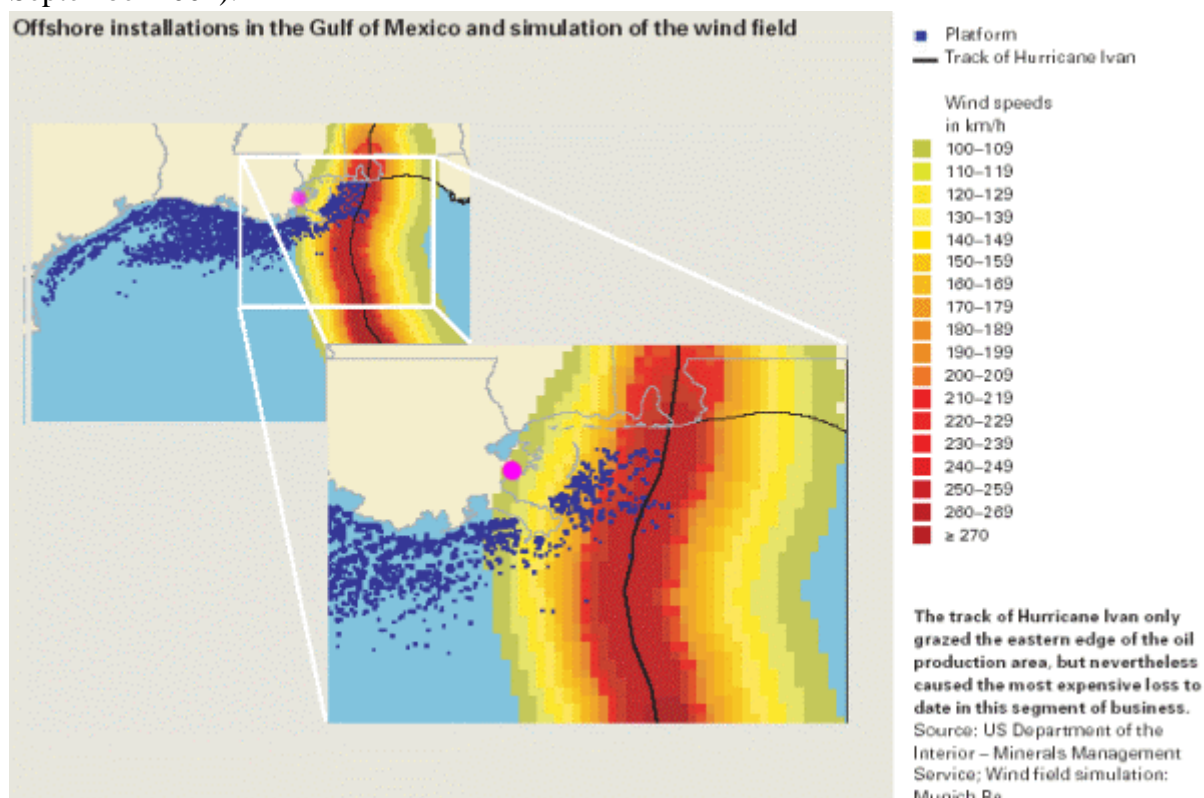 Offshore installations in the Gulf of Mexico and simulation of the wind field
Platform
Track of Hurricane Ivan
Wind speeds
in km/h
100–109
110–119
120–129
130–139
140–149
150–159
160–169
170–179
180–189
190–199
200–209
210–219
220–229
230–239
240–249
250–259
260–269
≥ 270
The track of Hurricane Ivan only
grazed the eastern edge of the oil
production area, but nevertheless
caused the most expensive loss to
date in this segment of business.
Source: US Department of the
Interior – Minerals Management
Service; Wind field simulation:
Munich Re